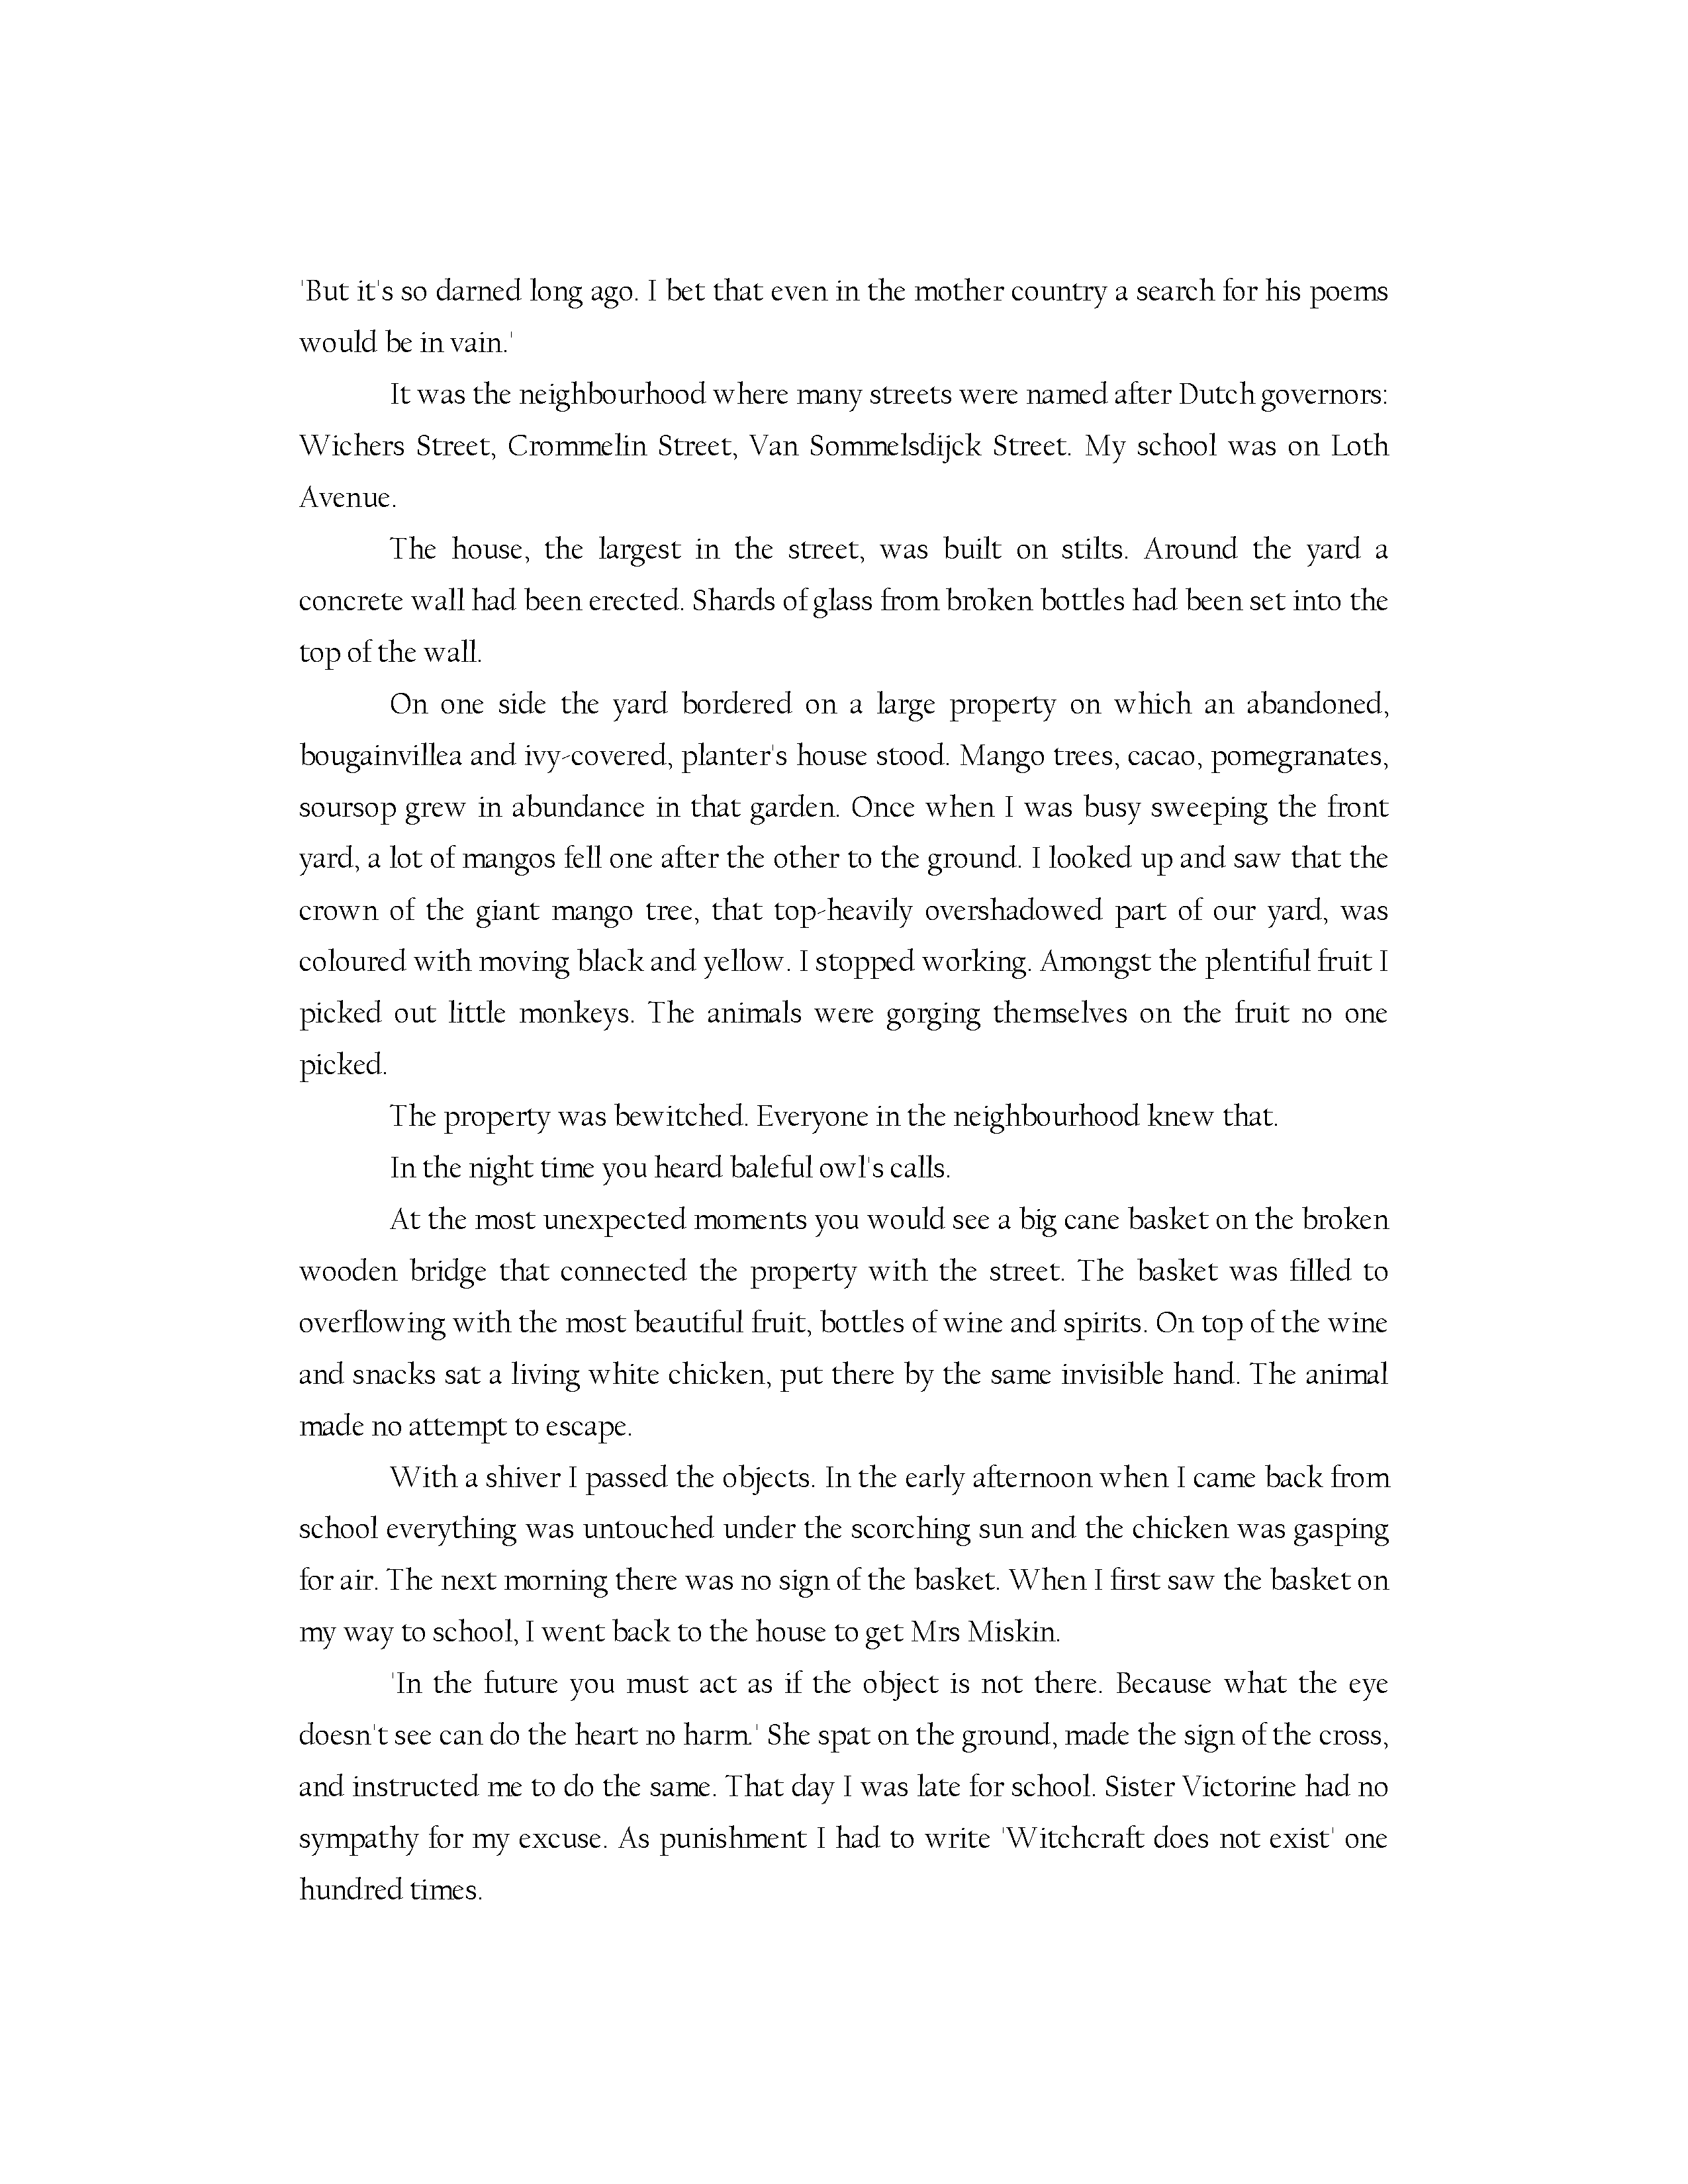 'But it's so darned long ago. I bet that even in the mother country a search for his poems
would be in vain.'
It was the neighbourhood where many streets were named after Dutch governors:
Wichers Street, Crommelin Street, Van Sommelsdijck Street. My school was on Loth
Avenue.
The house, the largest in the street, was built on stilts. Around the yard a
concrete wall had been erected. Shards of glass from broken bottles had been set into the
top of the wall.
On one side the yard bordered on a large property on which an abandoned,
bougainvillea and ivy-covered, planter's house stood. Mango trees, cacao, pomegranates,
soursop grew in abundance in that garden. Once when I was busy sweeping the front
yard, a lot of mangos fell one after the other to the ground. I looked up and saw that the
crown of the giant mango tree, that top-heavily overshadowed part of our yard, was
coloured with moving black and yellow. I stopped working. Amongst the plentiful fruit I
picked out little monkeys. The animals were gorging themselves on the fruit no one
picked.
The property was bewitched. Everyone in the neighbourhood knew that.
In the night time you heard baleful owl's calls.
At the most unexpected moments you would see a big cane basket on the broken
wooden bridge that connected the property with the street. The basket was filled to
overflowing with the most beautiful fruit, bottles of wine and spirits. On top of the wine
and snacks sat a living white chicken, put there by the same invisible hand. The animal
made no attempt to escape.
With a shiver I passed the objects. In the early afternoon when I came back from
school everything was untouched under the scorching sun and the chicken was gasping
for air. The next morning there was no sign of the basket. When I first saw the basket on
my way to school, I went back to the house to get Mrs Miskin.
'In the future you must act as if the object is not there. Because what the eye
doesn't see can do the heart no harm.' She spat on the ground, made the sign of the cross,
and instructed me to do the same. That day I was late for school. Sister Victorine had no
sympathy for my excuse. As punishment I had to write 'Witchcraft does not exist' one
hundred times.